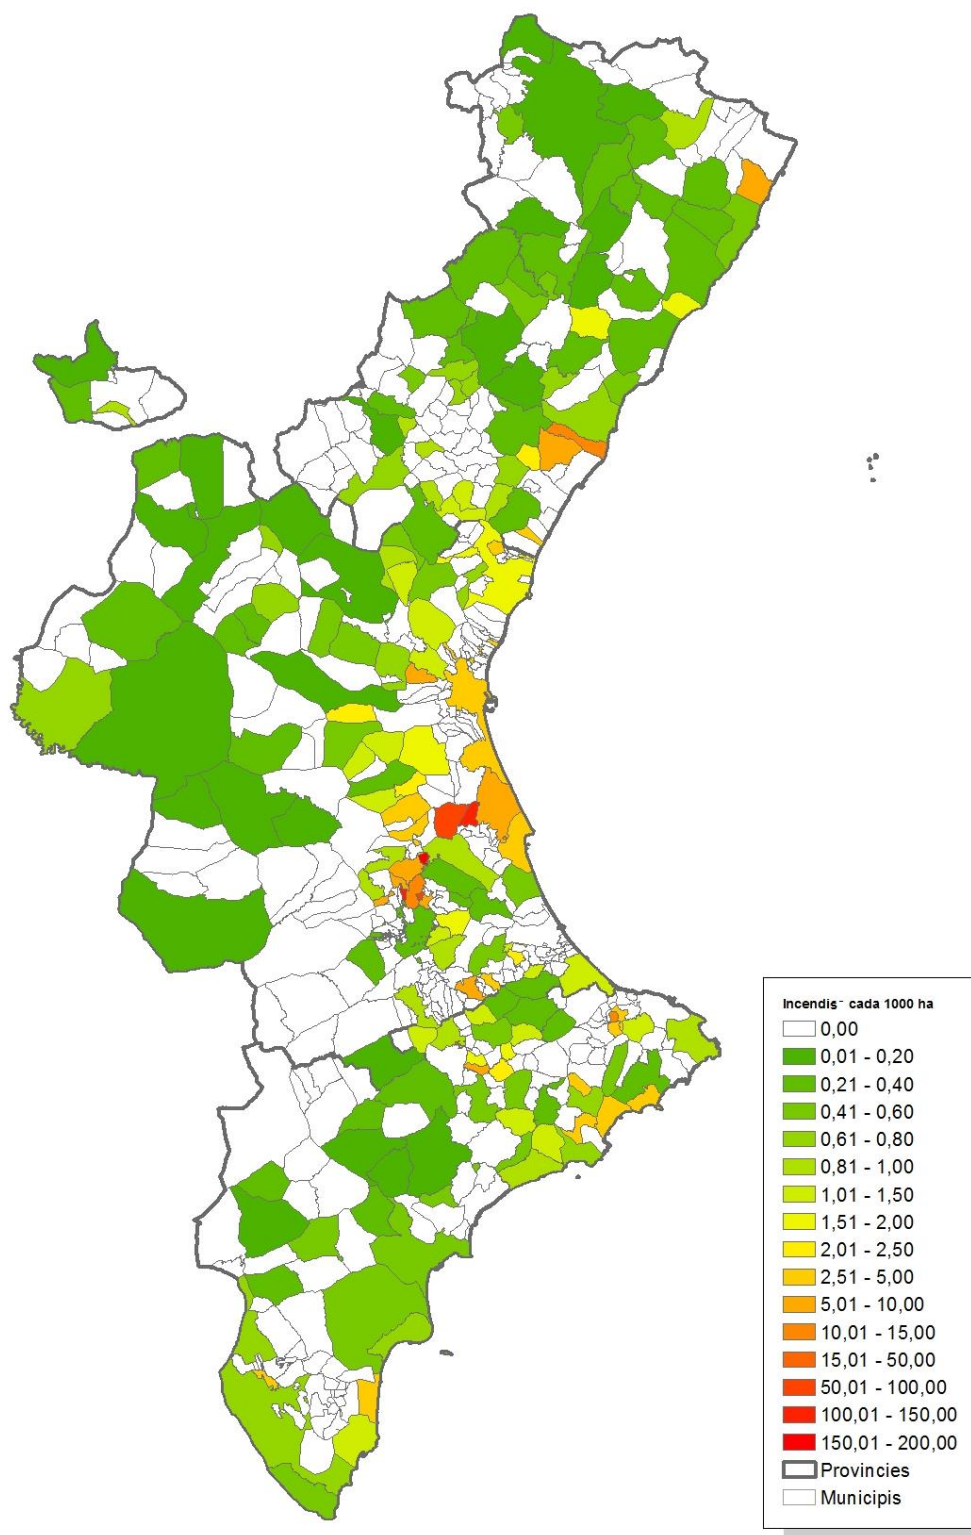 Incendis cada 1000 ha
0,00
0,01 - 0,20
0,21 - 0,40
0,41 - 0,60
0,61 - 0,80
0,81 - 1,00
1,01 - 1,50
1,51 - 2,00
2,01 - 2,50
2,51 - 5,00
5,01 - 10,00
10,01 - 15,00
15,01 - 50,00
50,01 - 100,00
100,01 - 150,00
150,01 - 200,00
Provincies
Municipis